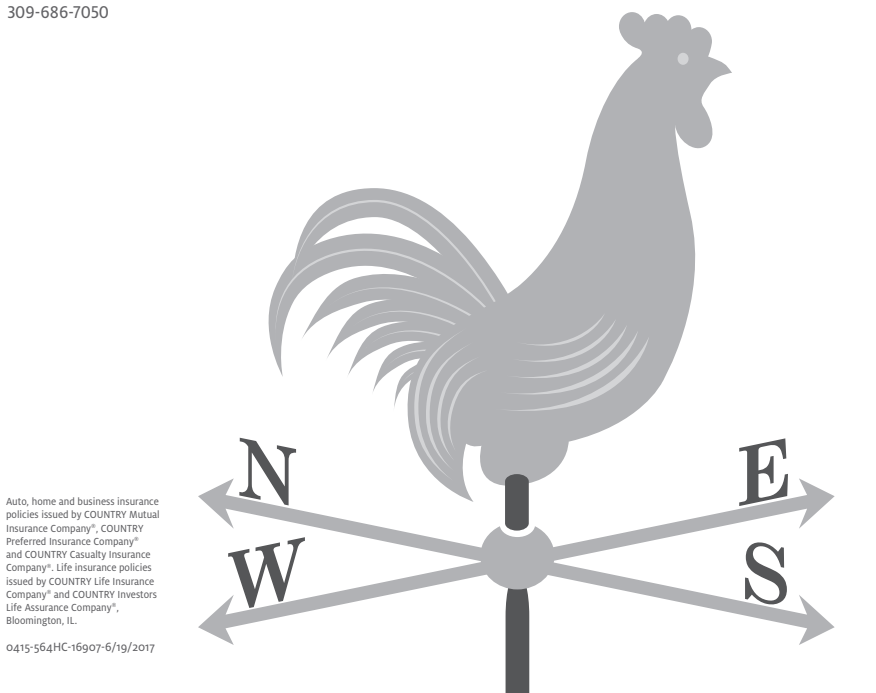 309-686-7050
N
E
W
S
Auto, home and business insurance
policies issued by COUNTRY Mutual
Insurance Company®, COUNTRY
Preferred Insurance Company®
and COUNTRY Casualty Insurance
Company®. Life insurance policies
issued by COUNTRY Life Insurance
Company® and COUNTRY Investors
Life Assurance Company®,
Bloomington, IL.
0415-564HC-16907-6/19/2017